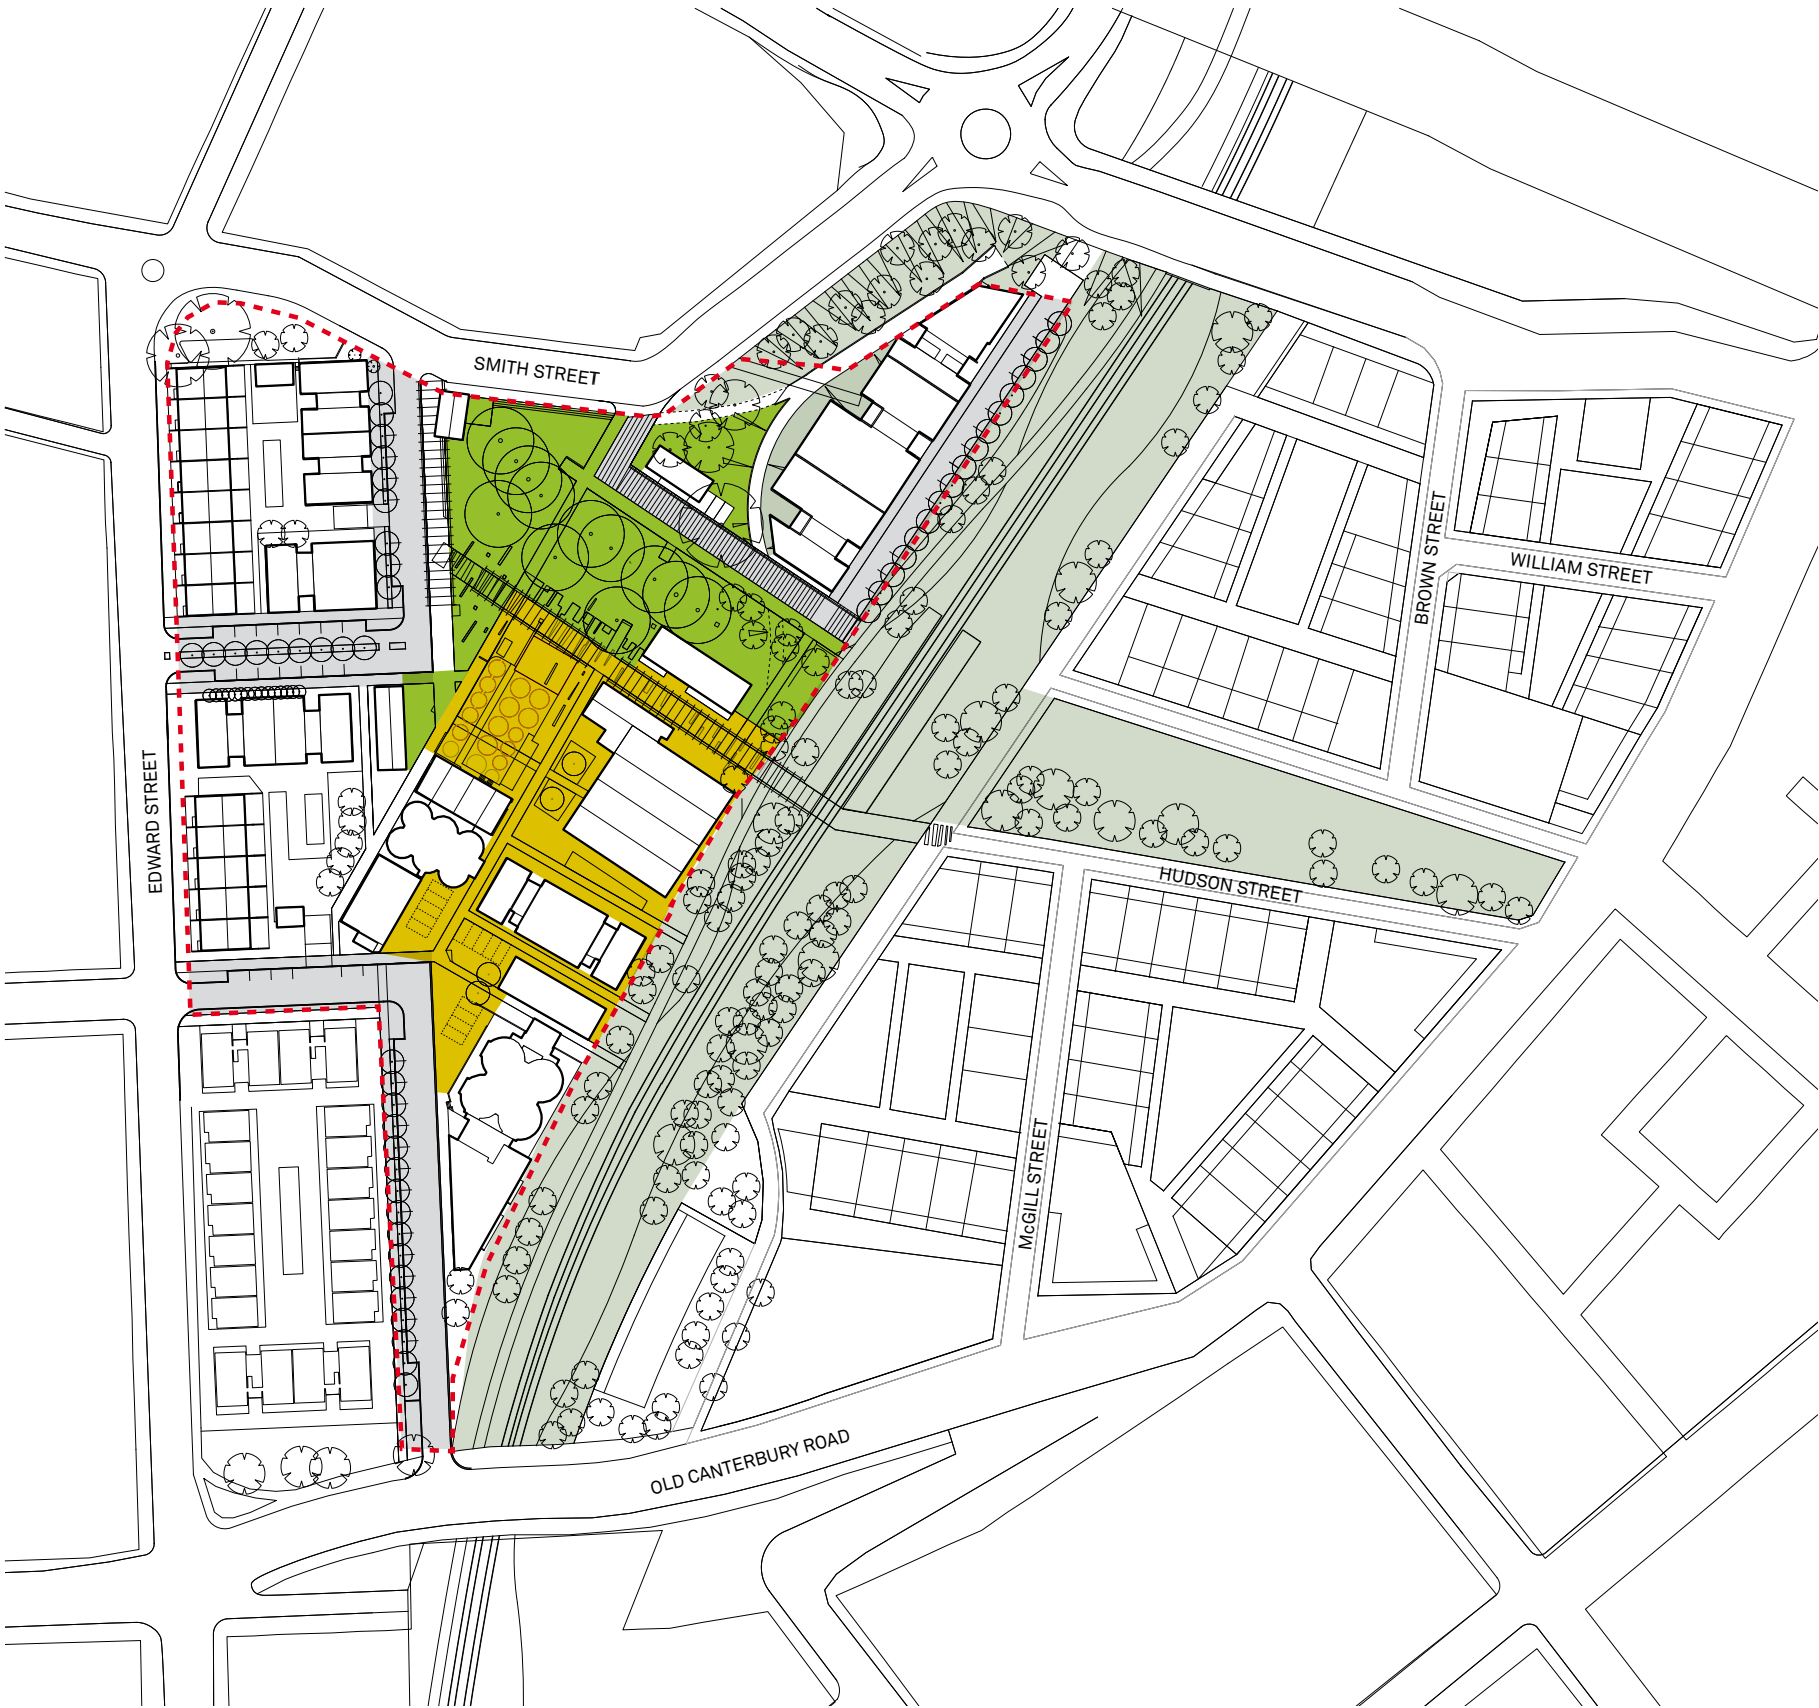 SMITH STREET
BROWN STREET
WILLIAM STREET
EDWARD STREET
HUDSON STREET
McGILL STREET
OLD CANTERBURY ROAD